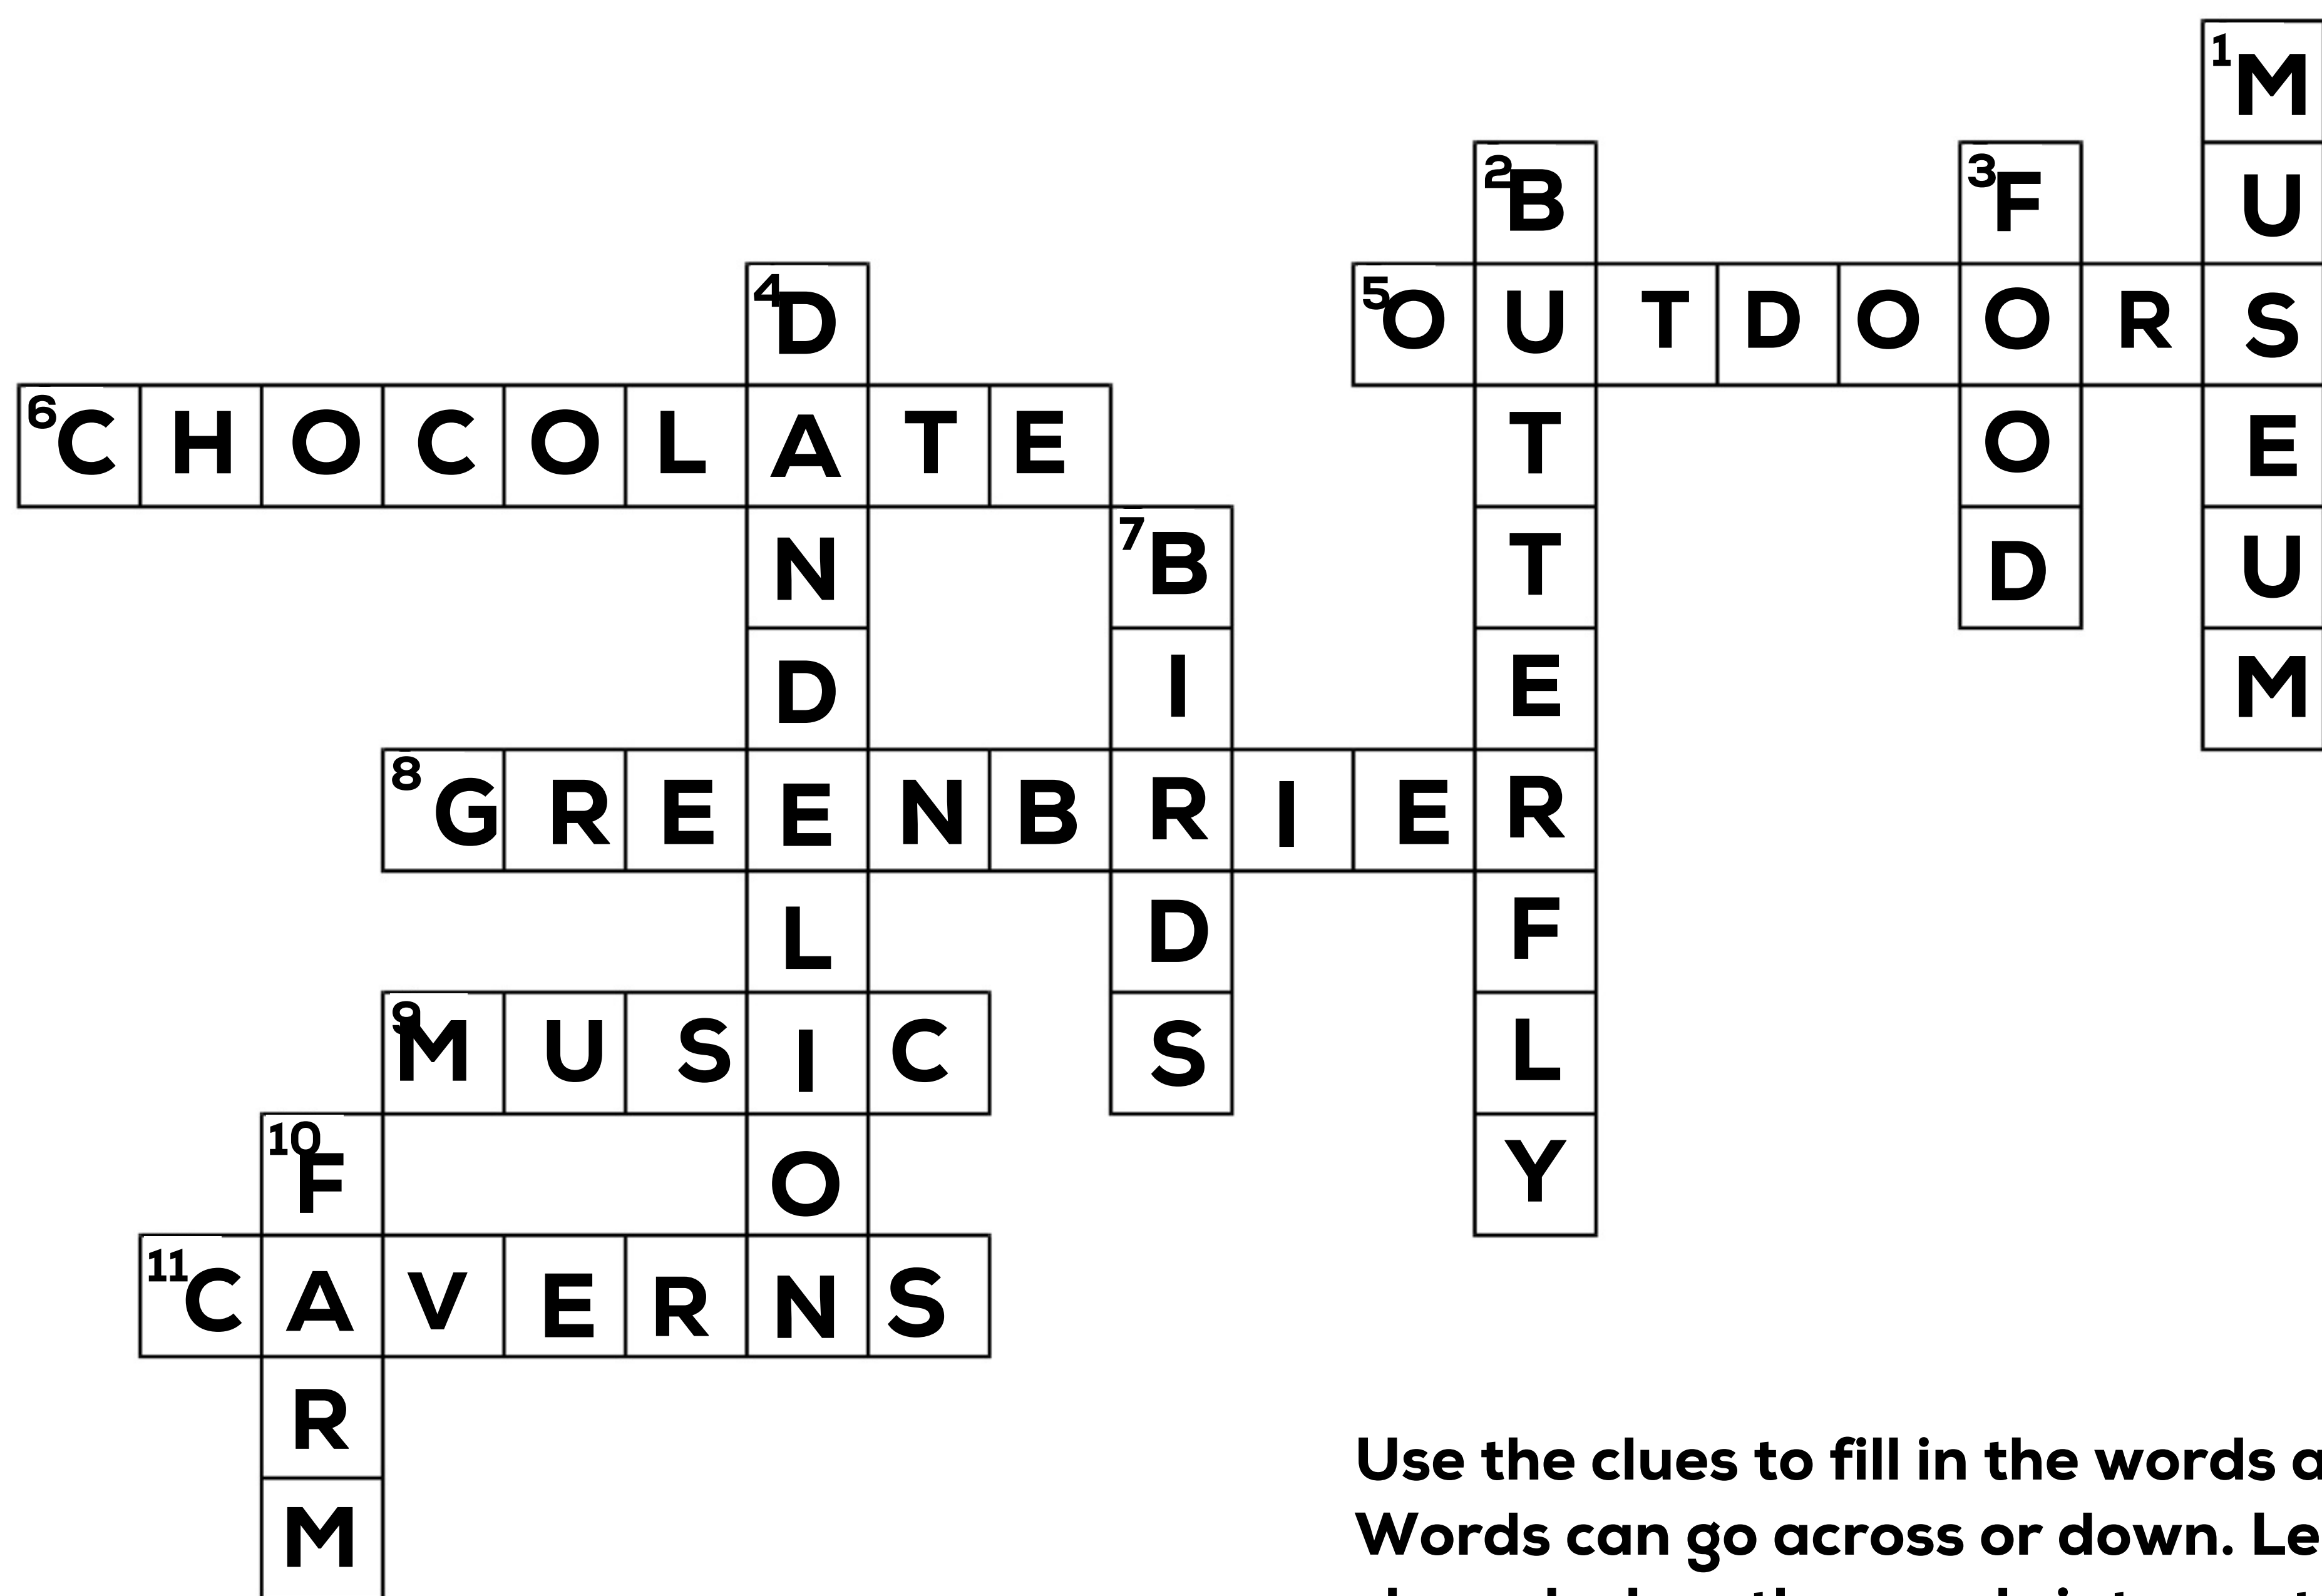 1 M
2 B 3 F U
4 D 5 O U T D O O R S
6 C H O C O L A T E T O E
N 7 B T D U
D I E M
8 G R E E N B R I E R
L D F
9 M U S I C S L
10 F O Y
11 C A V E R N S
R
Use the clues to fill in the words
M
Words can go across or down.